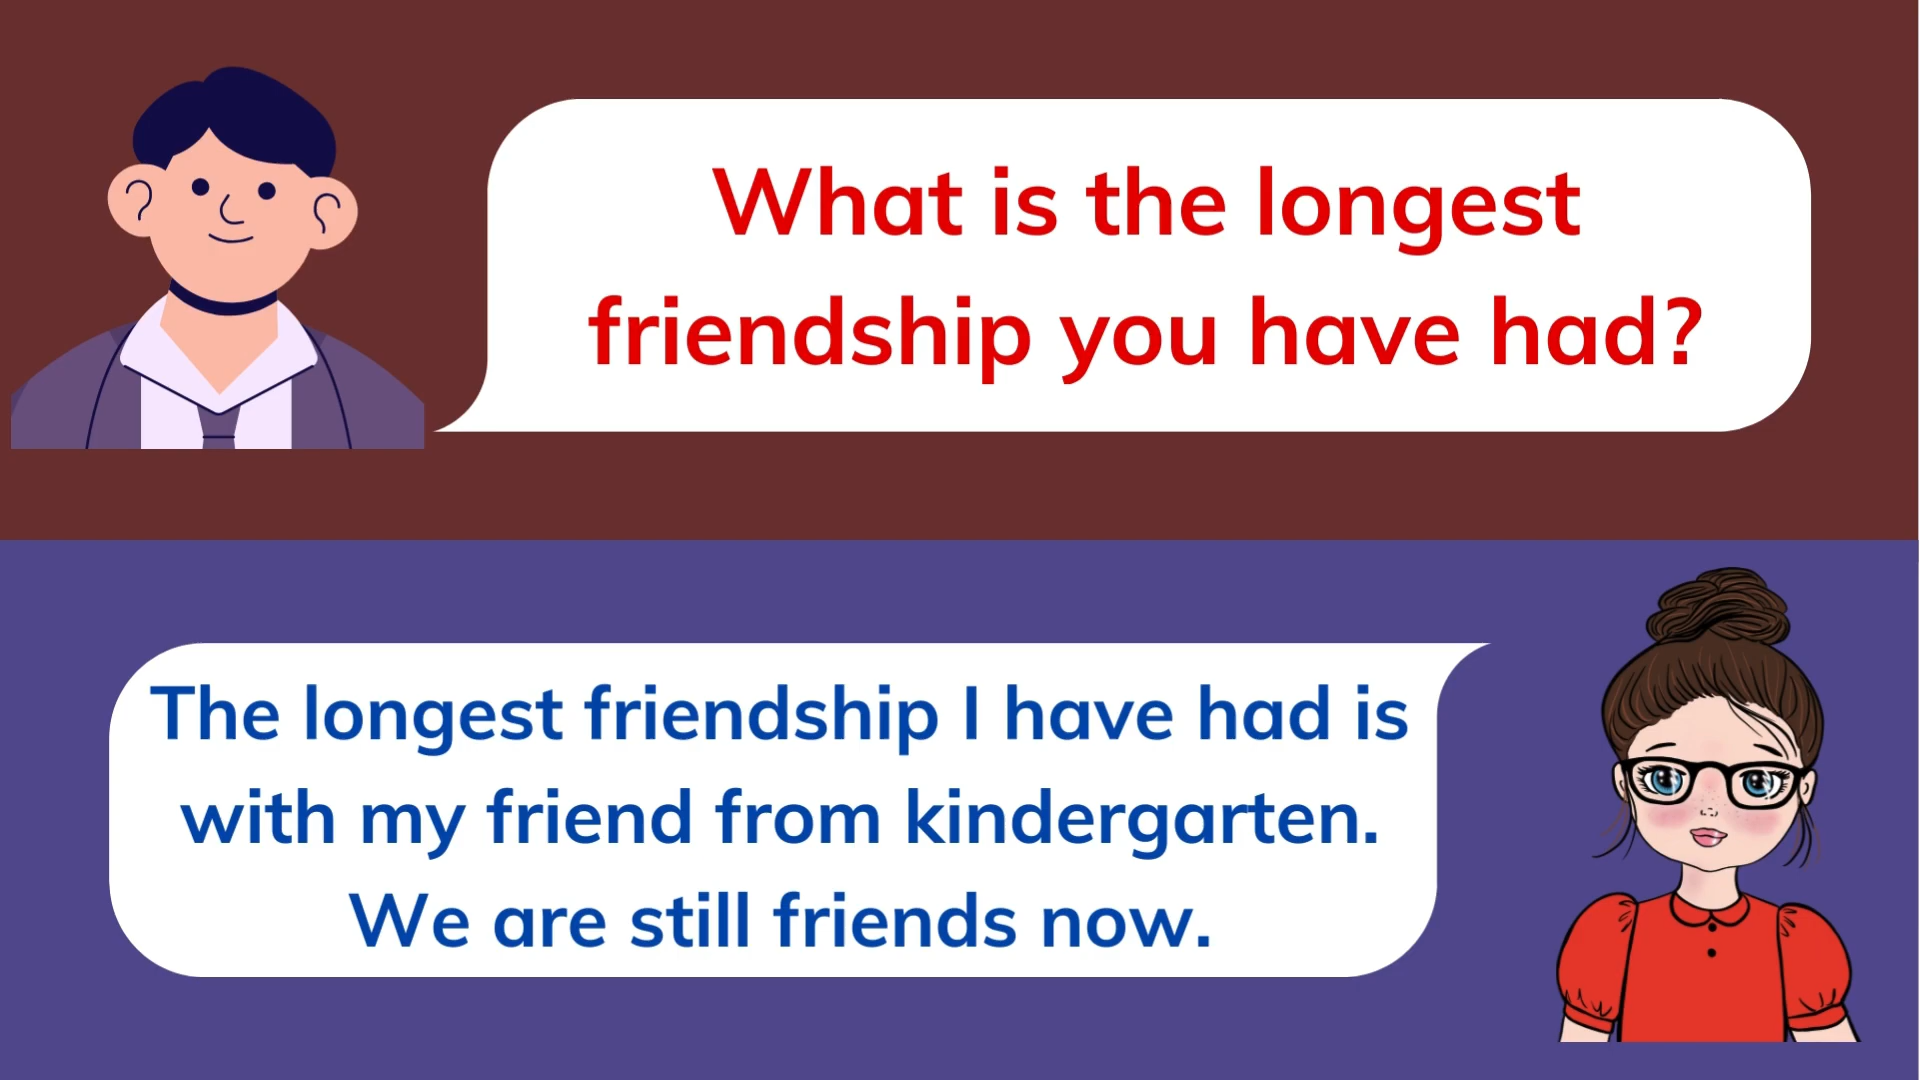 What is the longest
friendship you have had?
The longest friendship I have had is
with my friend from kindergarten.
We are still friends now.